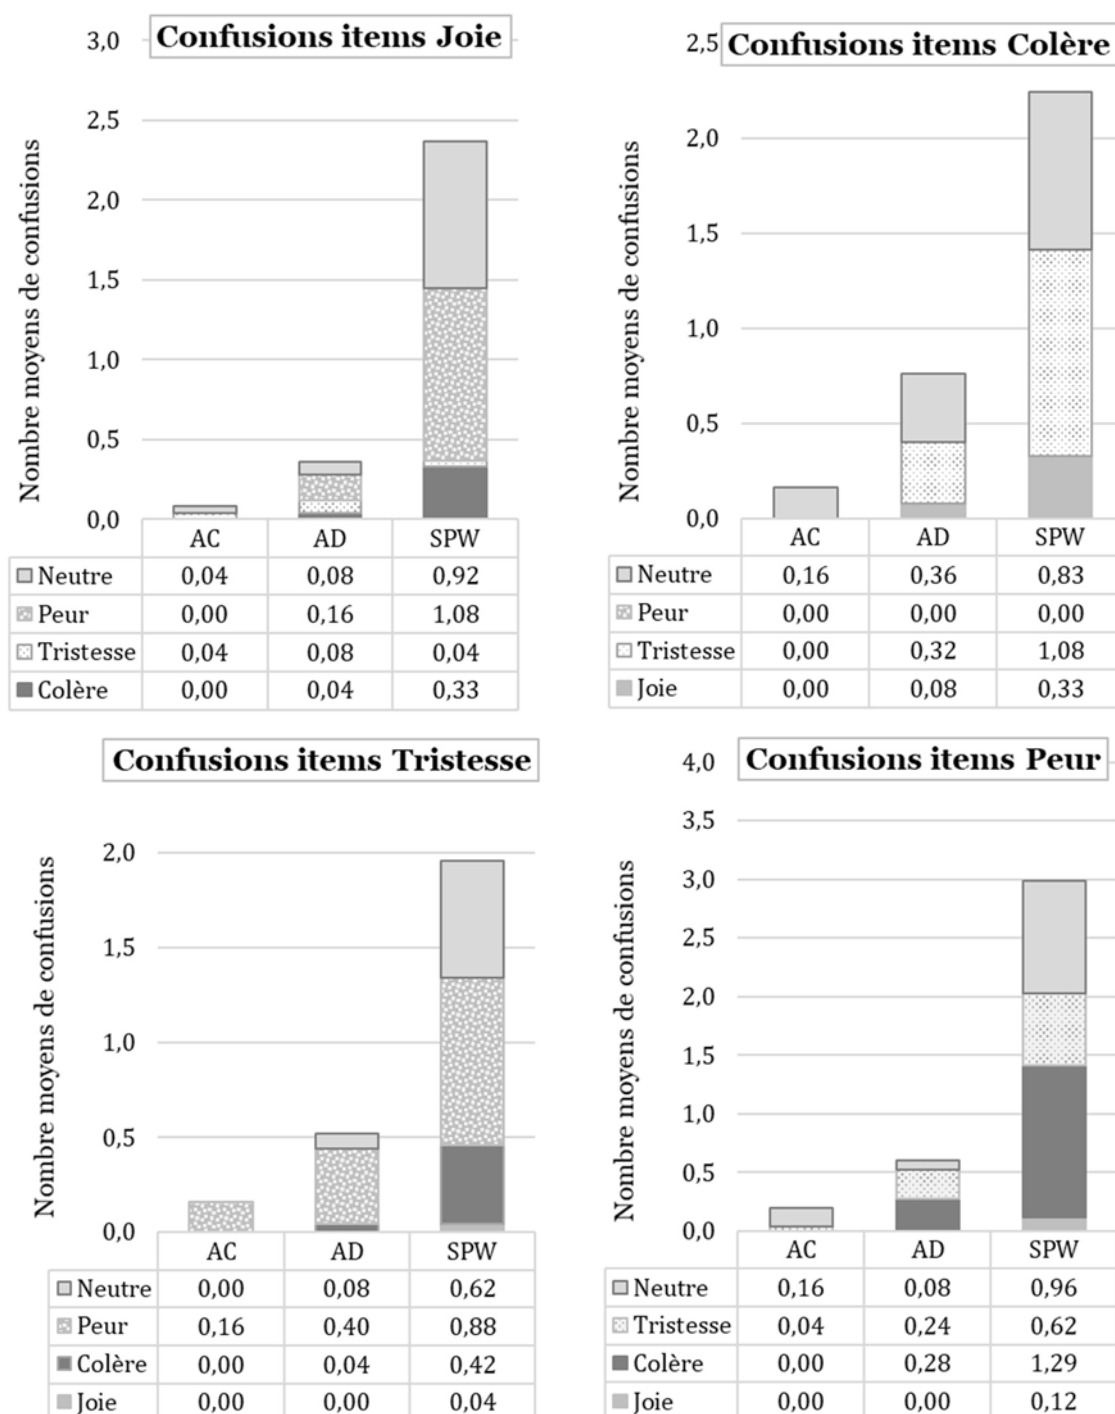 Confusions items Joie
Nombre moyens de confusions
3,0
2,5
2,0
1,5
1,0
0,5
0,0
AC AD SPW
Neutre 0,04 0,08 0,92
Peur 0,00 0,16 1,08
Tristesse 0,04 0,08 0,04
Colère 0,00 0,04 0,33
Confusions items Colère
Nombre moyens de confusions
2,5
2,0
1,5
1,0
0,5
0,0
AC AD SPW
Neutre 0,16 0,36 0,83
Peur 0,00 0,00 0,00
Tristesse 0,00 0,32 1,08
Joie 0,00 0,08 0,33
Confusions items Tristesse
Nombre moyens de confusions
2,0
1,5
1,0
0,5
0,0
AC AD SPW
Neutre 0,00 0,08 0,62
Peur 0,16 0,40 0,88
Colère 0,00 0,04 0,42
Joie 0,00 0,00 0,04
Confusions items Peur
Nombre moyens de confusions
4,0
3,5
3,0
2,5
2,0
1,5
1,0
0,5
0,0
AC AD SPW
Neutre 0,16 0,08 0,96
Tristesse 0,04 0,24 0,62
Colère 0,00 0,28 1,29
Joie 0,00 0,00 0,12